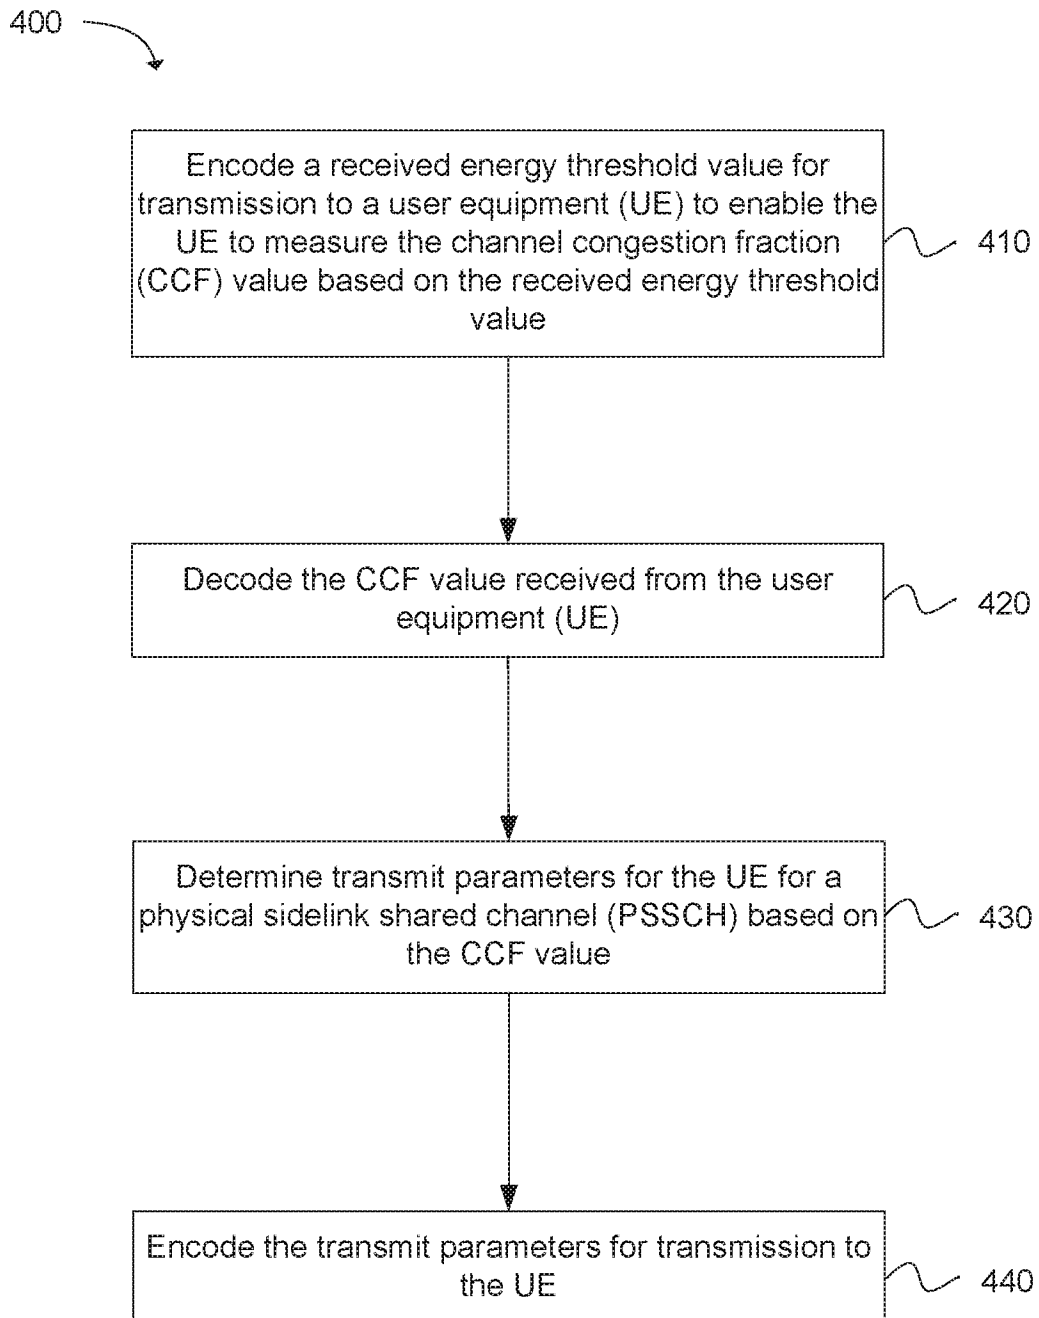 400
Encode a received energy threshold value for
transmission to a user equipment (UE) to enable the
UE to measure the channel congestion fraction
(CCF) value based on the received energy threshold
value
410
Decode the CCF value received from the user
equipment (UE)
420
Determine transmit parameters for the UE for a
physical sidelink shared channel (PSSCH) based on
the CCF value
430
Encode the transmit parameters for transmission to
the UE
440